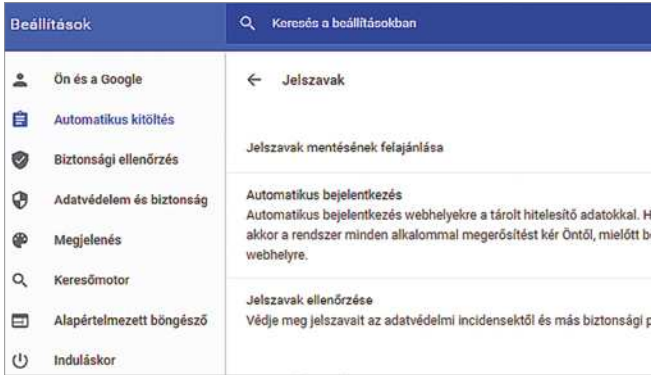 Beállítások
Keresés a beállításokban
Ön és a Google
Automatikus kitöltés
Biztonsági ellenőrzés
Adatvédelem és biztonság
Megjelenés
Keresőmotor
Alapértelmezett böngésző
Induláskor
Jelszavak
Jelszavak mentésének felajánlása
Automatikus bejelentkezés
Automatikus bejelentkezés webhelyekre a tárolt hitelesítő adatokkal. H
akkor a rendszer minden alkalommal megerősítést kér Öntől, mielőtt b
webhelyre.
Jelszavak ellenőrzése
Védje meg jelszavait az adatvédelmi incidensektől és más biztonsági p